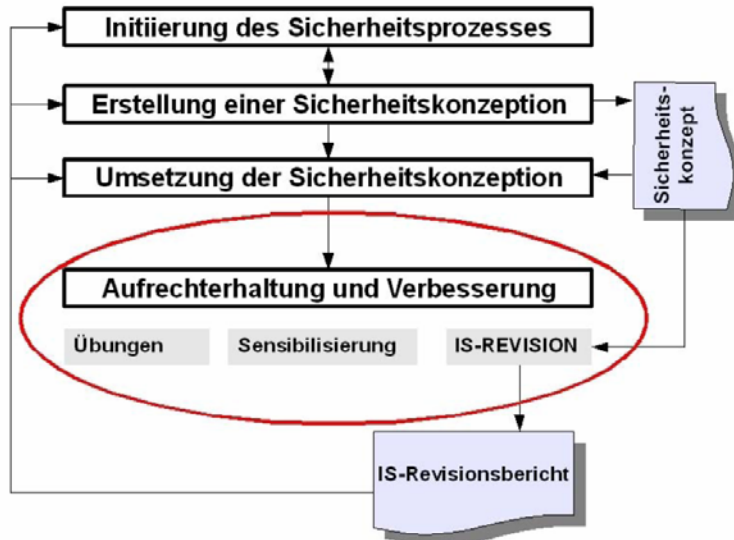 Initiierung des Sicherheitsprozesses
Erstellung einer Sicherheitskonzeption
Sicherheits-
konzept
Umsetzung der Sicherheitskonzeption
Aufrechterhaltung und Verbesserung
Übungen
Sensibilisierung
IS-REVISION
IS-Revisionsbericht